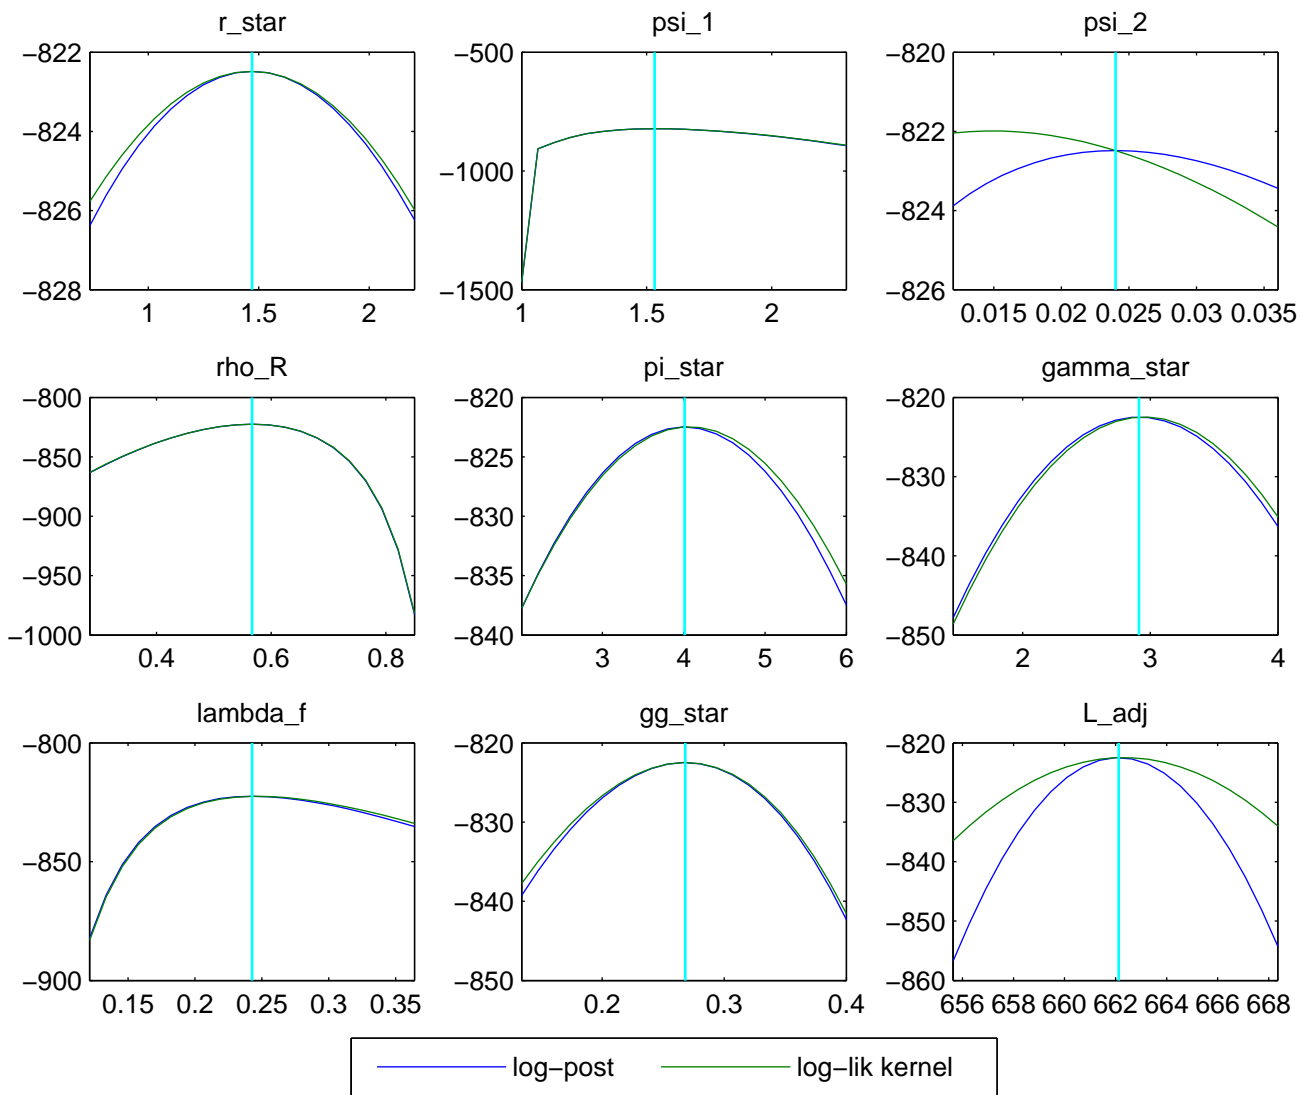 r_star psi_1 psi_2
−822 −500 −820
−824 −822
−1000
−826 −824
−828 −1500 −826
1 1.5 2 1 1.5 2 0.015 0.02 0.025 0.03 0.035
rho_R pi_star gamma_star
−800 −820 −820
−850 −825
−830
−900 −830
−840
−950 −835
−1000 −840 −850
0.4 0.6 0.8 3 4 5 6 2 3 4
lambda_f gg_star L_adj
−800 −820 −820
−830 −830
−850 −840
−840 −850
−900 −850 −860
0.15 0.2 0.25 0.3 0.35 0.2 0.3 0.4 656 658 660 662 664 666 668
log−post log−lik kernel